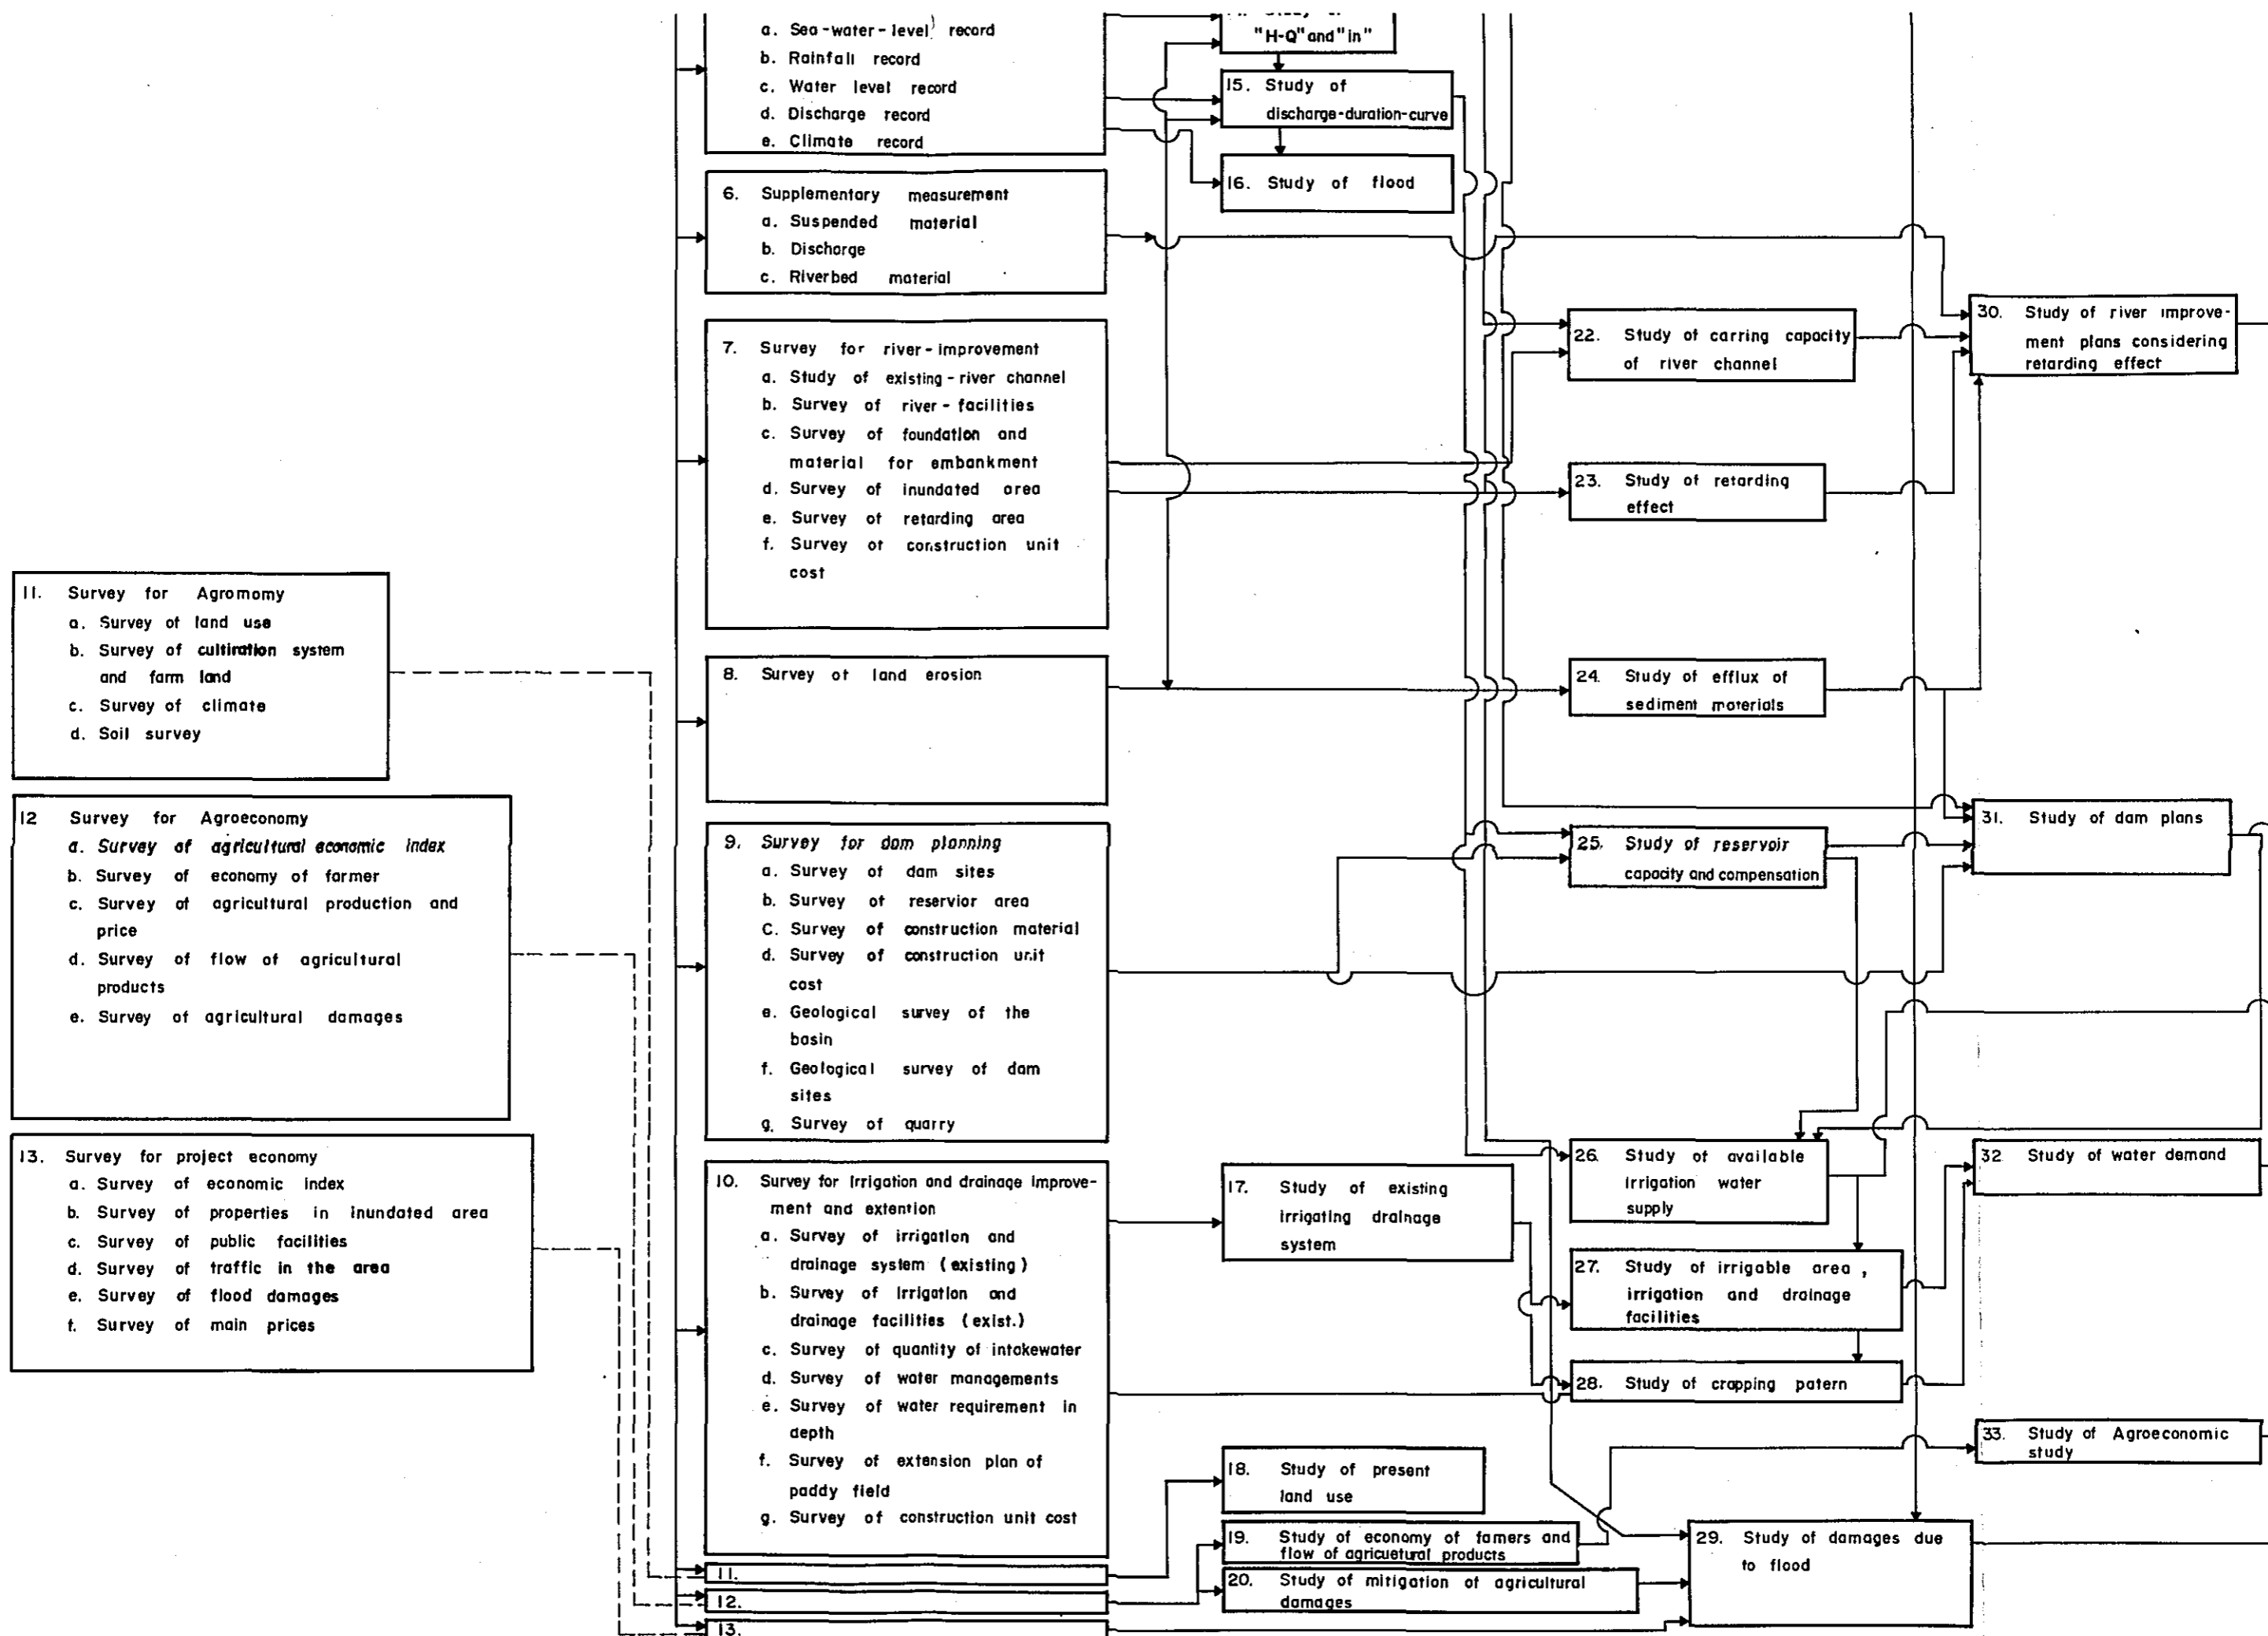 a. Sea-water-level record
b. Rainfall record
c. Water level record
d. Discharge record
e. Climate record
6. Supplementary measurement
a. Suspended material
b. Discharge
c. Riverbed material
7. Survey for river-improvement
a. Study of existing-river channel
b. Survey of river-facilities
c. Survey of foundation and
material for embankment
d. Survey of inundated area
e. Survey of retarding area
f. Survey of construction unit
cost
8. Survey of land erosion
9. Survey for dam planning
a. Survey of dam sites
b. Survey of reservior area
C. Survey of construction material
d. Survey of construction unit
cost
e. Geological survey of the
basin
f. Geological survey of dam
sites
g. Survey of quarry
10. Survey for Irrigation and drainage Improve-
ment and extention
a. Survey of irrigation and
drainage system (existing)
b. Survey of Irrigation and
drainage facilities (exist.)
c. Survey of quantity of intakewater
d. Survey of water managements
e. Survey of water requirement in
depth
f. Survey of extension plan of
paddy field
g. Survey of construction unit cost
11.
12.
13.
11. Survey for Agromomy
a. Survey of land use
b. Survey of cultiration system
and farm land
c. Survey of climate
d. Soil survey
12 Survey for Agroeconomy
a. Survey of agricultural economic index
b. Survey of economy of farmer
c. Survey of agricultural production and
price
d. Survey of flow of agricultural
products
e. Survey of agricultural damages
13. Survey for project economy
a. Survey of economic index
b. Survey of properties in inundated area
c. Survey of public facilities
d. Survey of traffic in the area
e. Survey of flood damages
f. Survey of main prices
Study of
"H-Q" and "in"
15. Study of
discharge-duration-curve
16. Study of flood
17. Study of existing
irrigating drainage
system
18. Study of present
land use
19. Study of economy of famers and
flow of agricuetural products
20. Study of mitigation of agricultural
damages
22. Study of carring capacity
of river channel
23. Study of retarding
effect
24. Study of efflux of
sediment materials
25. Study of reservoir
capacity and compensation
26. Study of available
irrigation water
supply
27. Study of irrigable area,
irrigation and drainage
facilities
28. Study of cropping patern
29. Study of damages due
to flood
30. Study of river improve-
ment plans considering
retarding effect
31. Study of dam plans
32 Study of water demand
33. Study of Agroeconomic
study